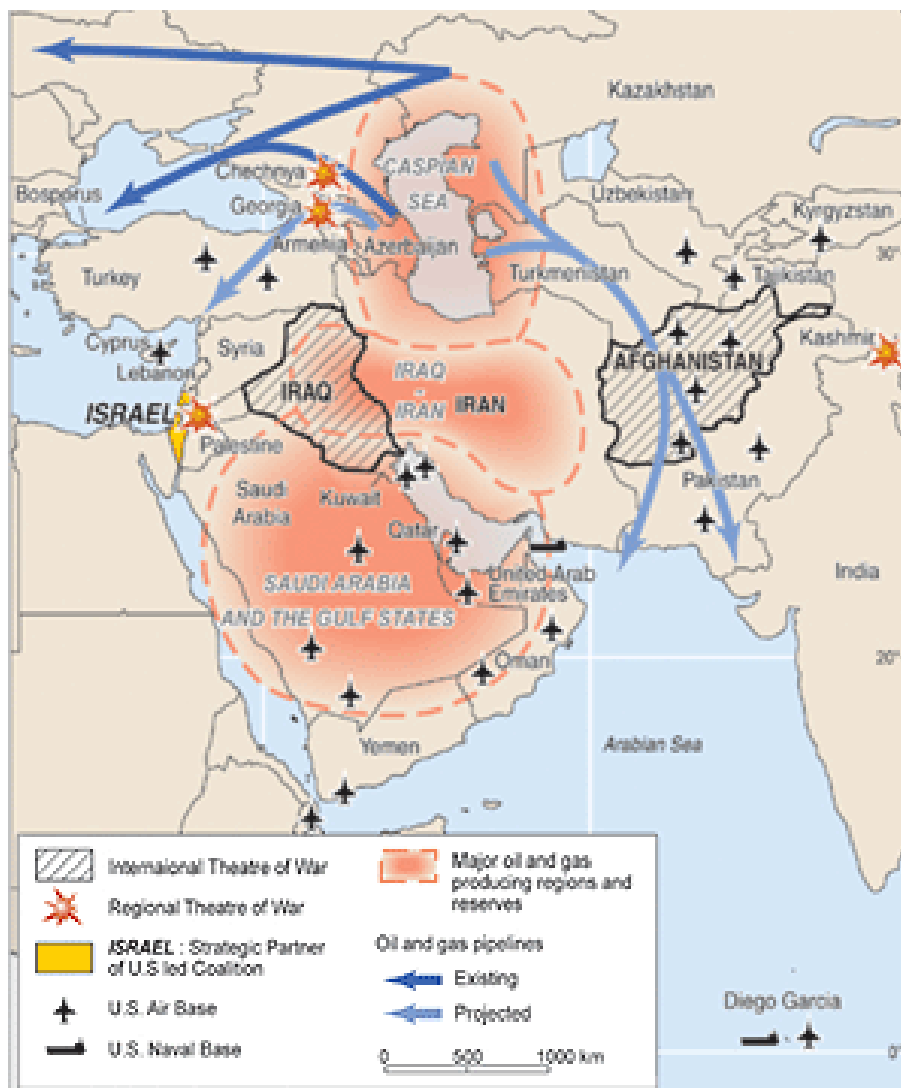 Kazakhstan
CASPIAN
SEA
Chechnya
Bosporus
Georgia
Uzbekistan
Kyrgyzstan
Armenia
Azerbaijan
30°
Turkey
Turkmenistan
Tajikistan
Cyprus
Syria
Kashmir
Lebanon
AFGHANISTAN
IRAQ
IRAQ
-
IRAN
IRAN
ISRAEL
Palestine
Saudi
Arabia
Kuwait
Pakistan
Qatar
United Arab
Emirates
India
SAUDI ARABIA
AND THE GULF STATES
Oman
20°
Yemen
Arabian Sea
Internaional Theatre of War
Regional Theatre of War
ISRAEL : Strategic Partner
of U.S led Coalition
U.S. Air Base
U.S. Naval Base
Major oil and gas
producing regions and
reserves
Oil and gas pipelines
Existing
Projected
0 500 1000 km
Diego Garcia
0°